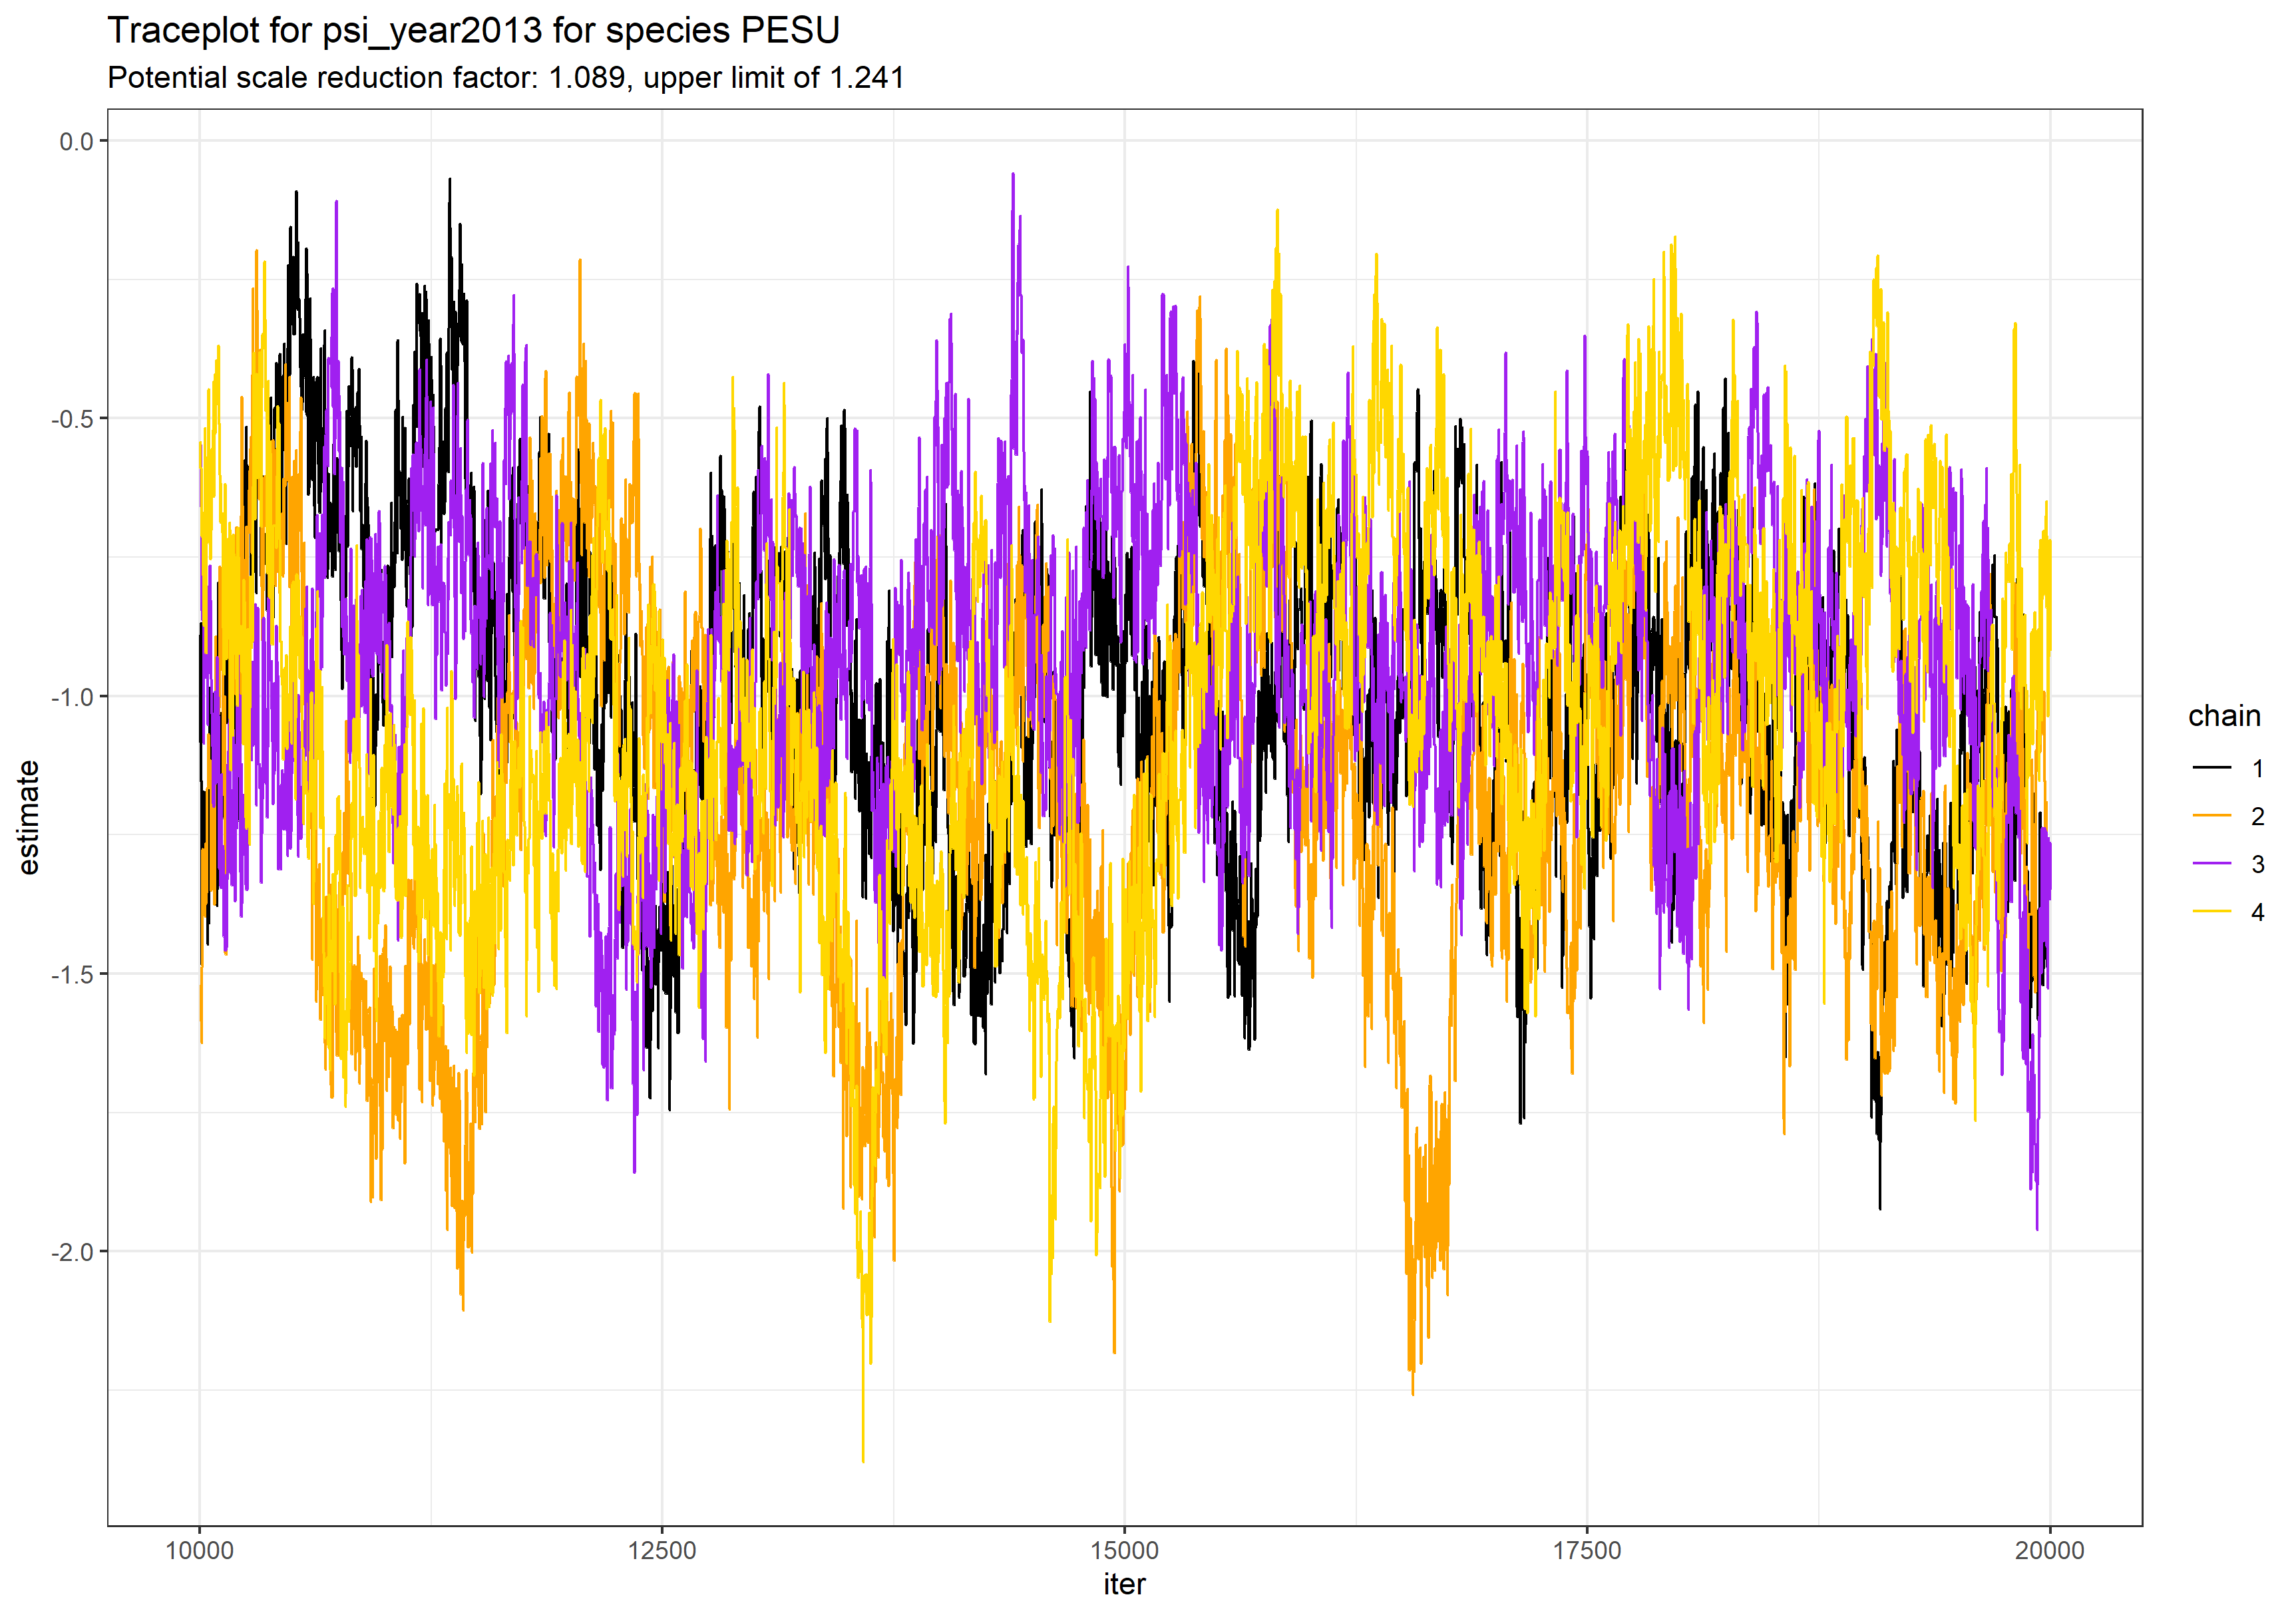 Traceplot for psi_year2013 for species PESU
Potential scale reduction factor: 1.089, upper limit of 1.241
0.0
-0.5
-1.0
-1.5
-2.0
estimate
10000 12500 15000 17500 20000
iter
chain
1
2
3
4